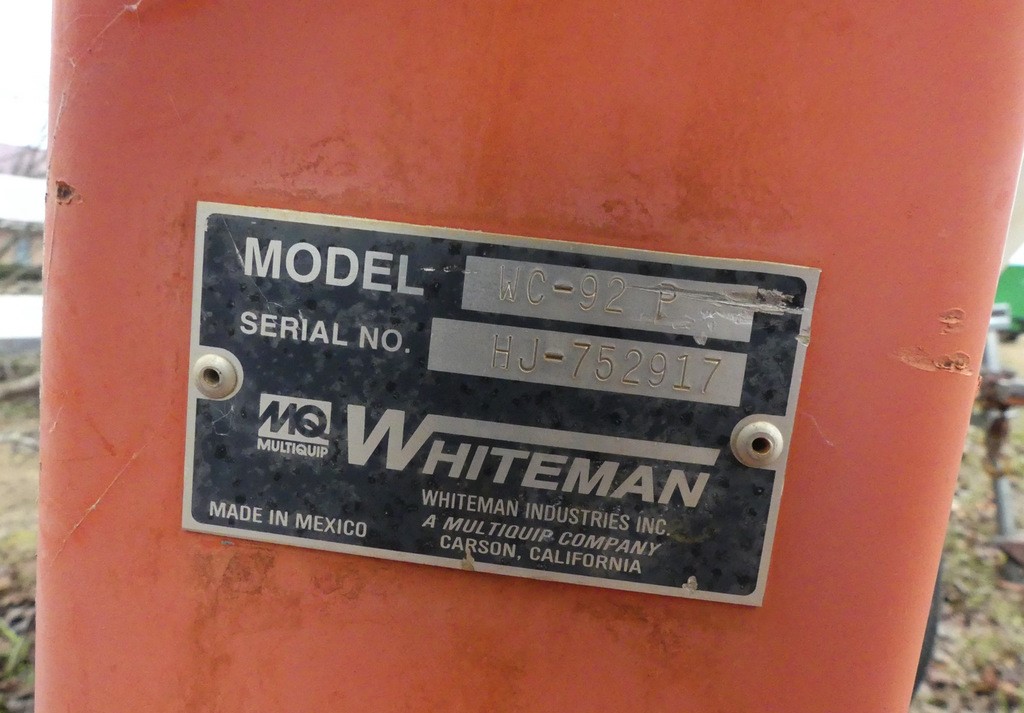 MODEL WC-92 P
SERIAL NO. HJ-752917
MQ
MULTIQUIP
WHITEMAN
MADE IN MEXICO
WHITEMAN INDUSTRIES INC.
A MULTIQUIP COMPANY
CARSON, CALIFORNIA